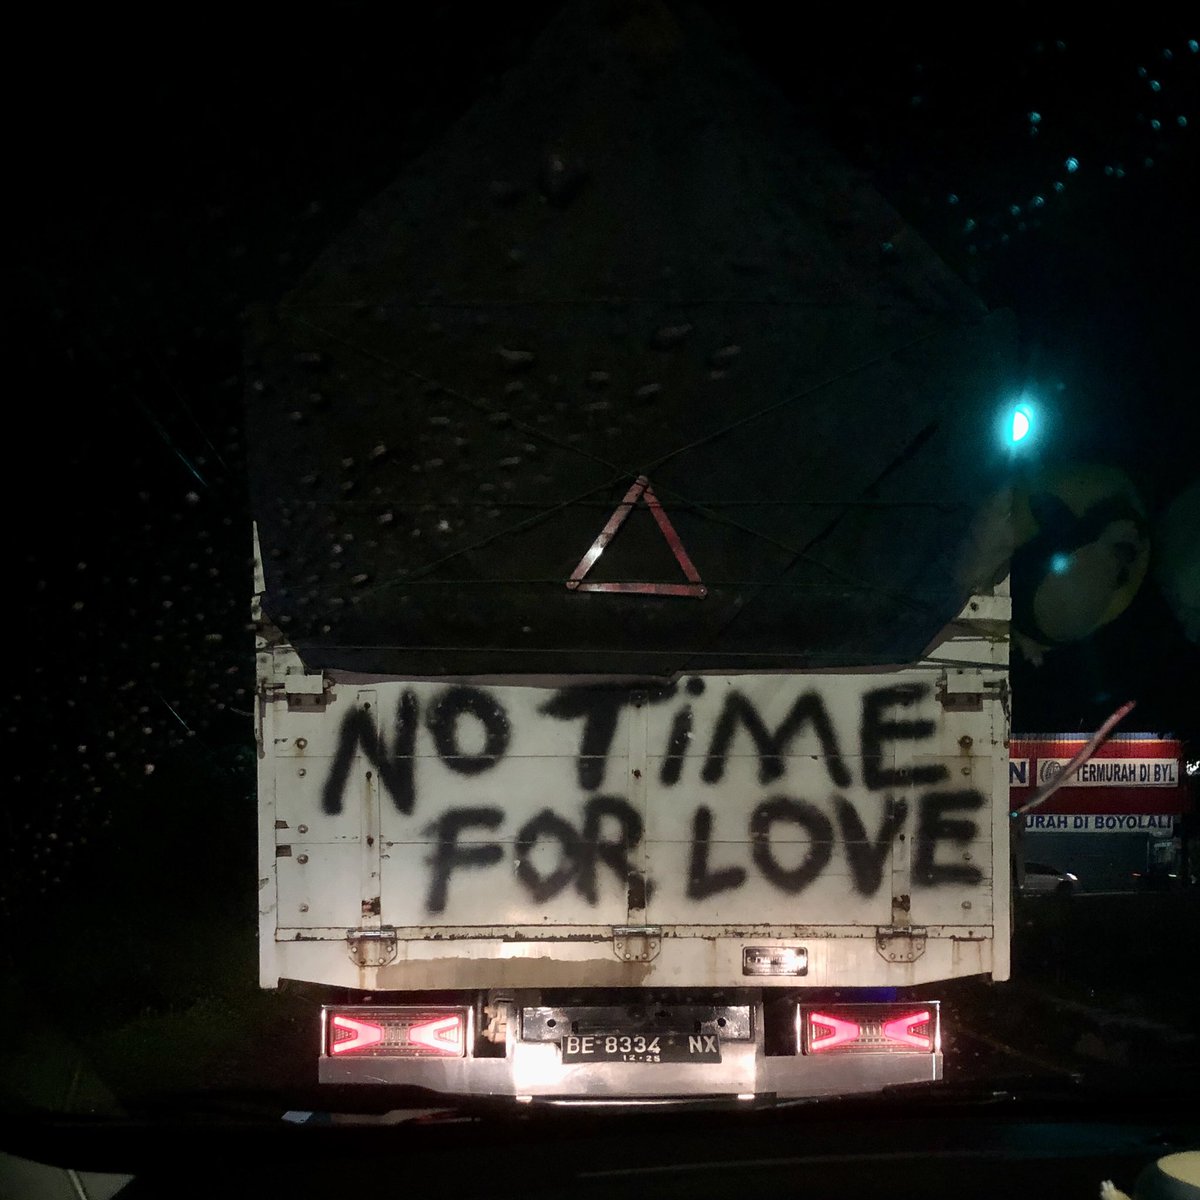 NO TiME
FOR LOVE
N TERMURAH DI BYL
URAH DI BOYOLALI
BE 8334 NX
12·25